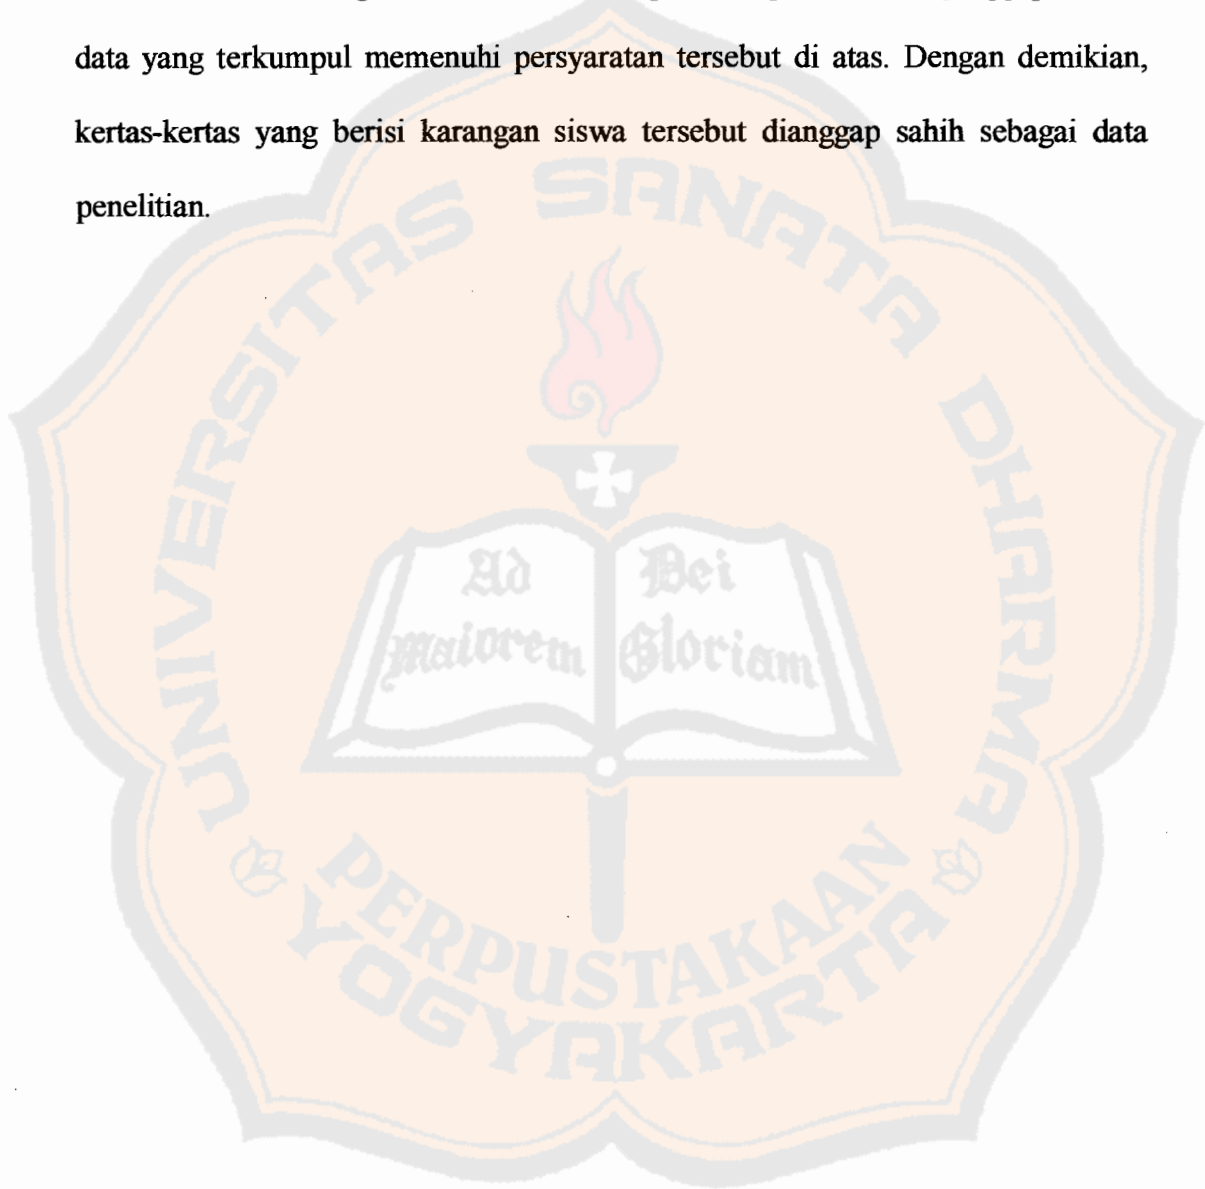 data yang terkumpul memenuhi persyaratan tersebut di atas. Dengan demikian,
kertas-kertas yang berisi karangan siswa tersebut dianggap sahih sebagai data
penelitian.
UNIVERSITAS SANATA DHARMA
Ad Dei
maiorem Gloriam
PERPUSTAKAAN
YOGYAKARTA